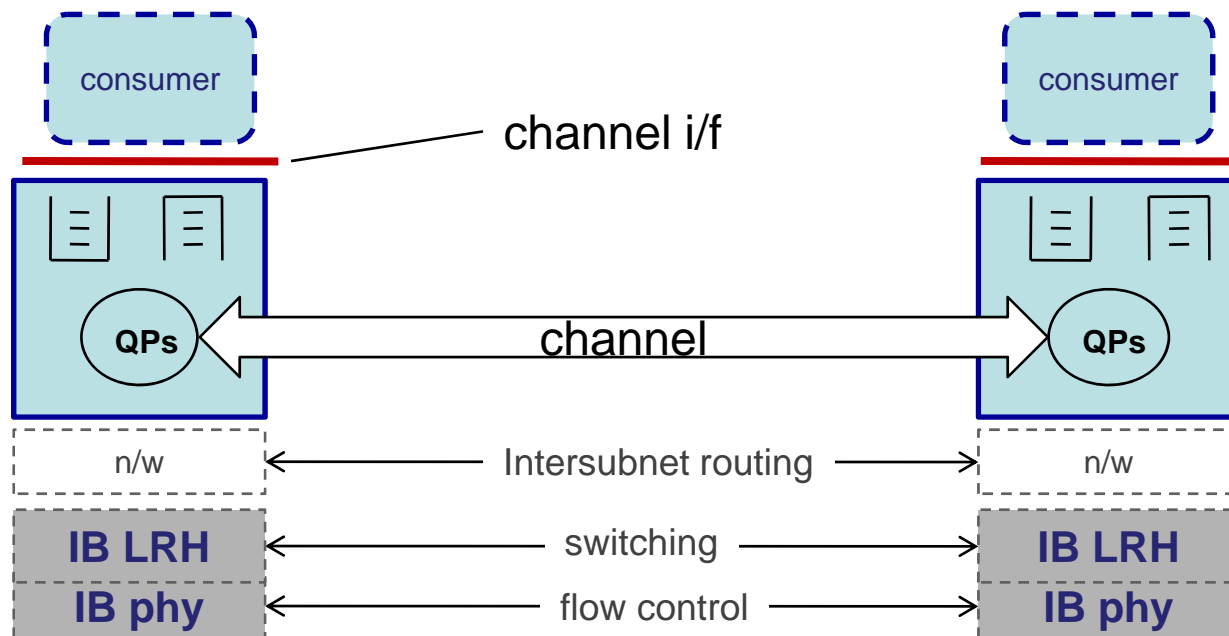 consumer
consumer
channel i/f
QPs
channel
QPs
n/w
Intersubnet routing
n/w
IB LRH
switching
IB LRH
IB phy
flow control
IB phy